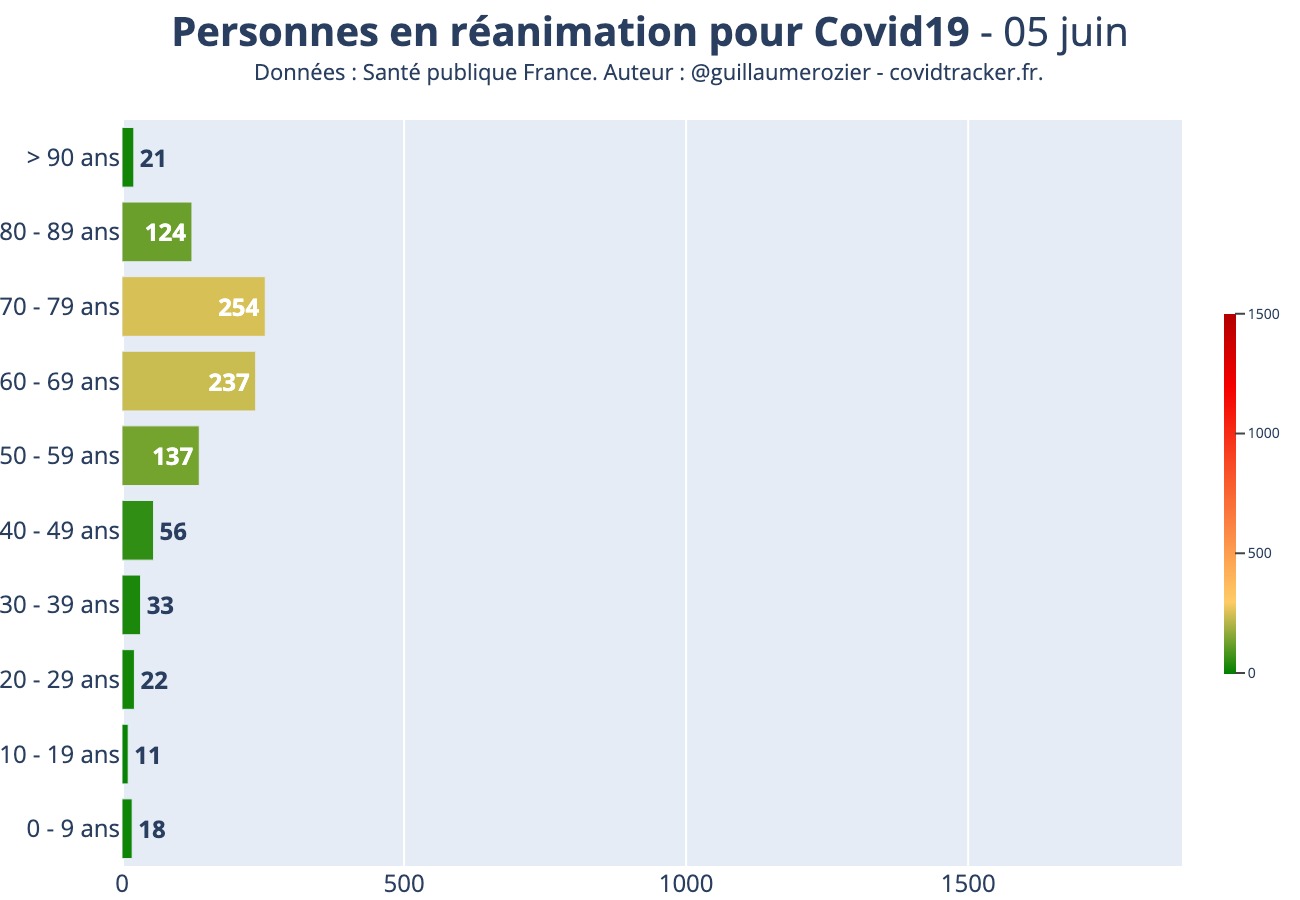 Personnes en réanimation pour Covid19 - 05 juin
Données : Santé publique France. Auteur : @guillaumerozier - covidtracker.fr.
> 90 ans 21
80 - 89 ans 124
70 - 79 ans 254
60 - 69 ans 237
50 - 59 ans 137
40 - 49 ans 56
30 - 39 ans 33
20 - 29 ans 22
10 - 19 ans 11
0 - 9 ans 18
0 500 1000 1500
1500
1000
500
0